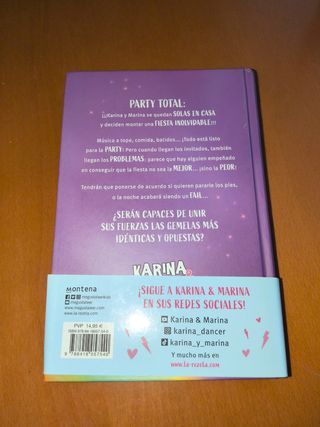 PARTY TOTAL:
¡¡¡Karina y Marina se quedan SOLAS EN CASA
y deciden montar una FIESTA INOLVIDABLE!!!
Música a tope, comida, batidos... ¡Todo está listo
para la PARTY! Pero cuando llegan los invitados, también
llegan los PROBLEMAS: parece que hay alguien empeñado
en conseguir que la fiesta no sea la MEJOR... ¡sino la PEOR!
Tendrán que ponerse de acuerdo si quieren pararle los pies,
o la noche acabará siendo un FAIL...
¿SERÁN CAPACES DE UNIR
SUS FUERZAS LAS GEMELAS MÁS
IDÉNTICAS Y OPUESTAS?
KARINA
montena
megustaleer
www.megustaleer.com
PVP 14,95 €
¡SIGUE A KARINA & MARINA
EN SUS REDES SOCIALES!
Karina & Marina
karina_dancer
karina_y_marina
Y mucho más en
www.la-rezeta.com